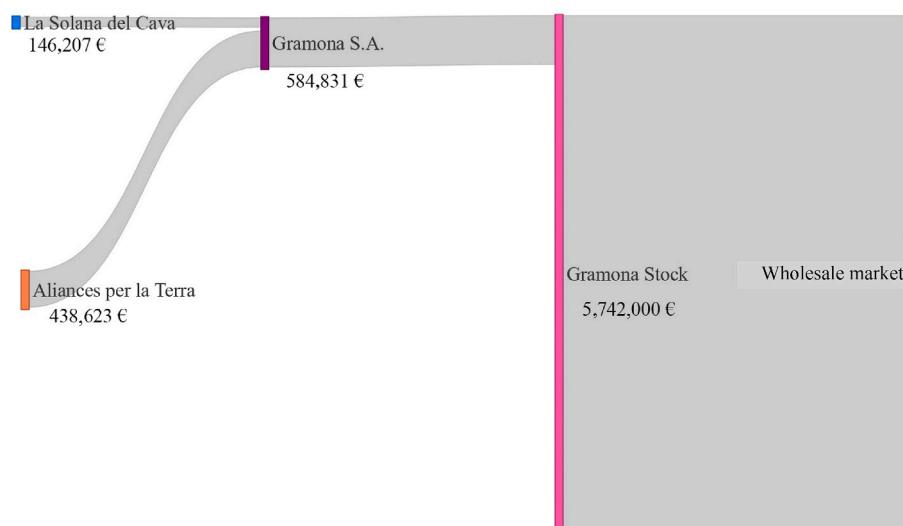 La Solana del Cava
146,207 €
Gramona S.A.
584,831 €
Aliances per la Terra
438,623 €
Gramona Stock
5,742,000 €
Wholesale market